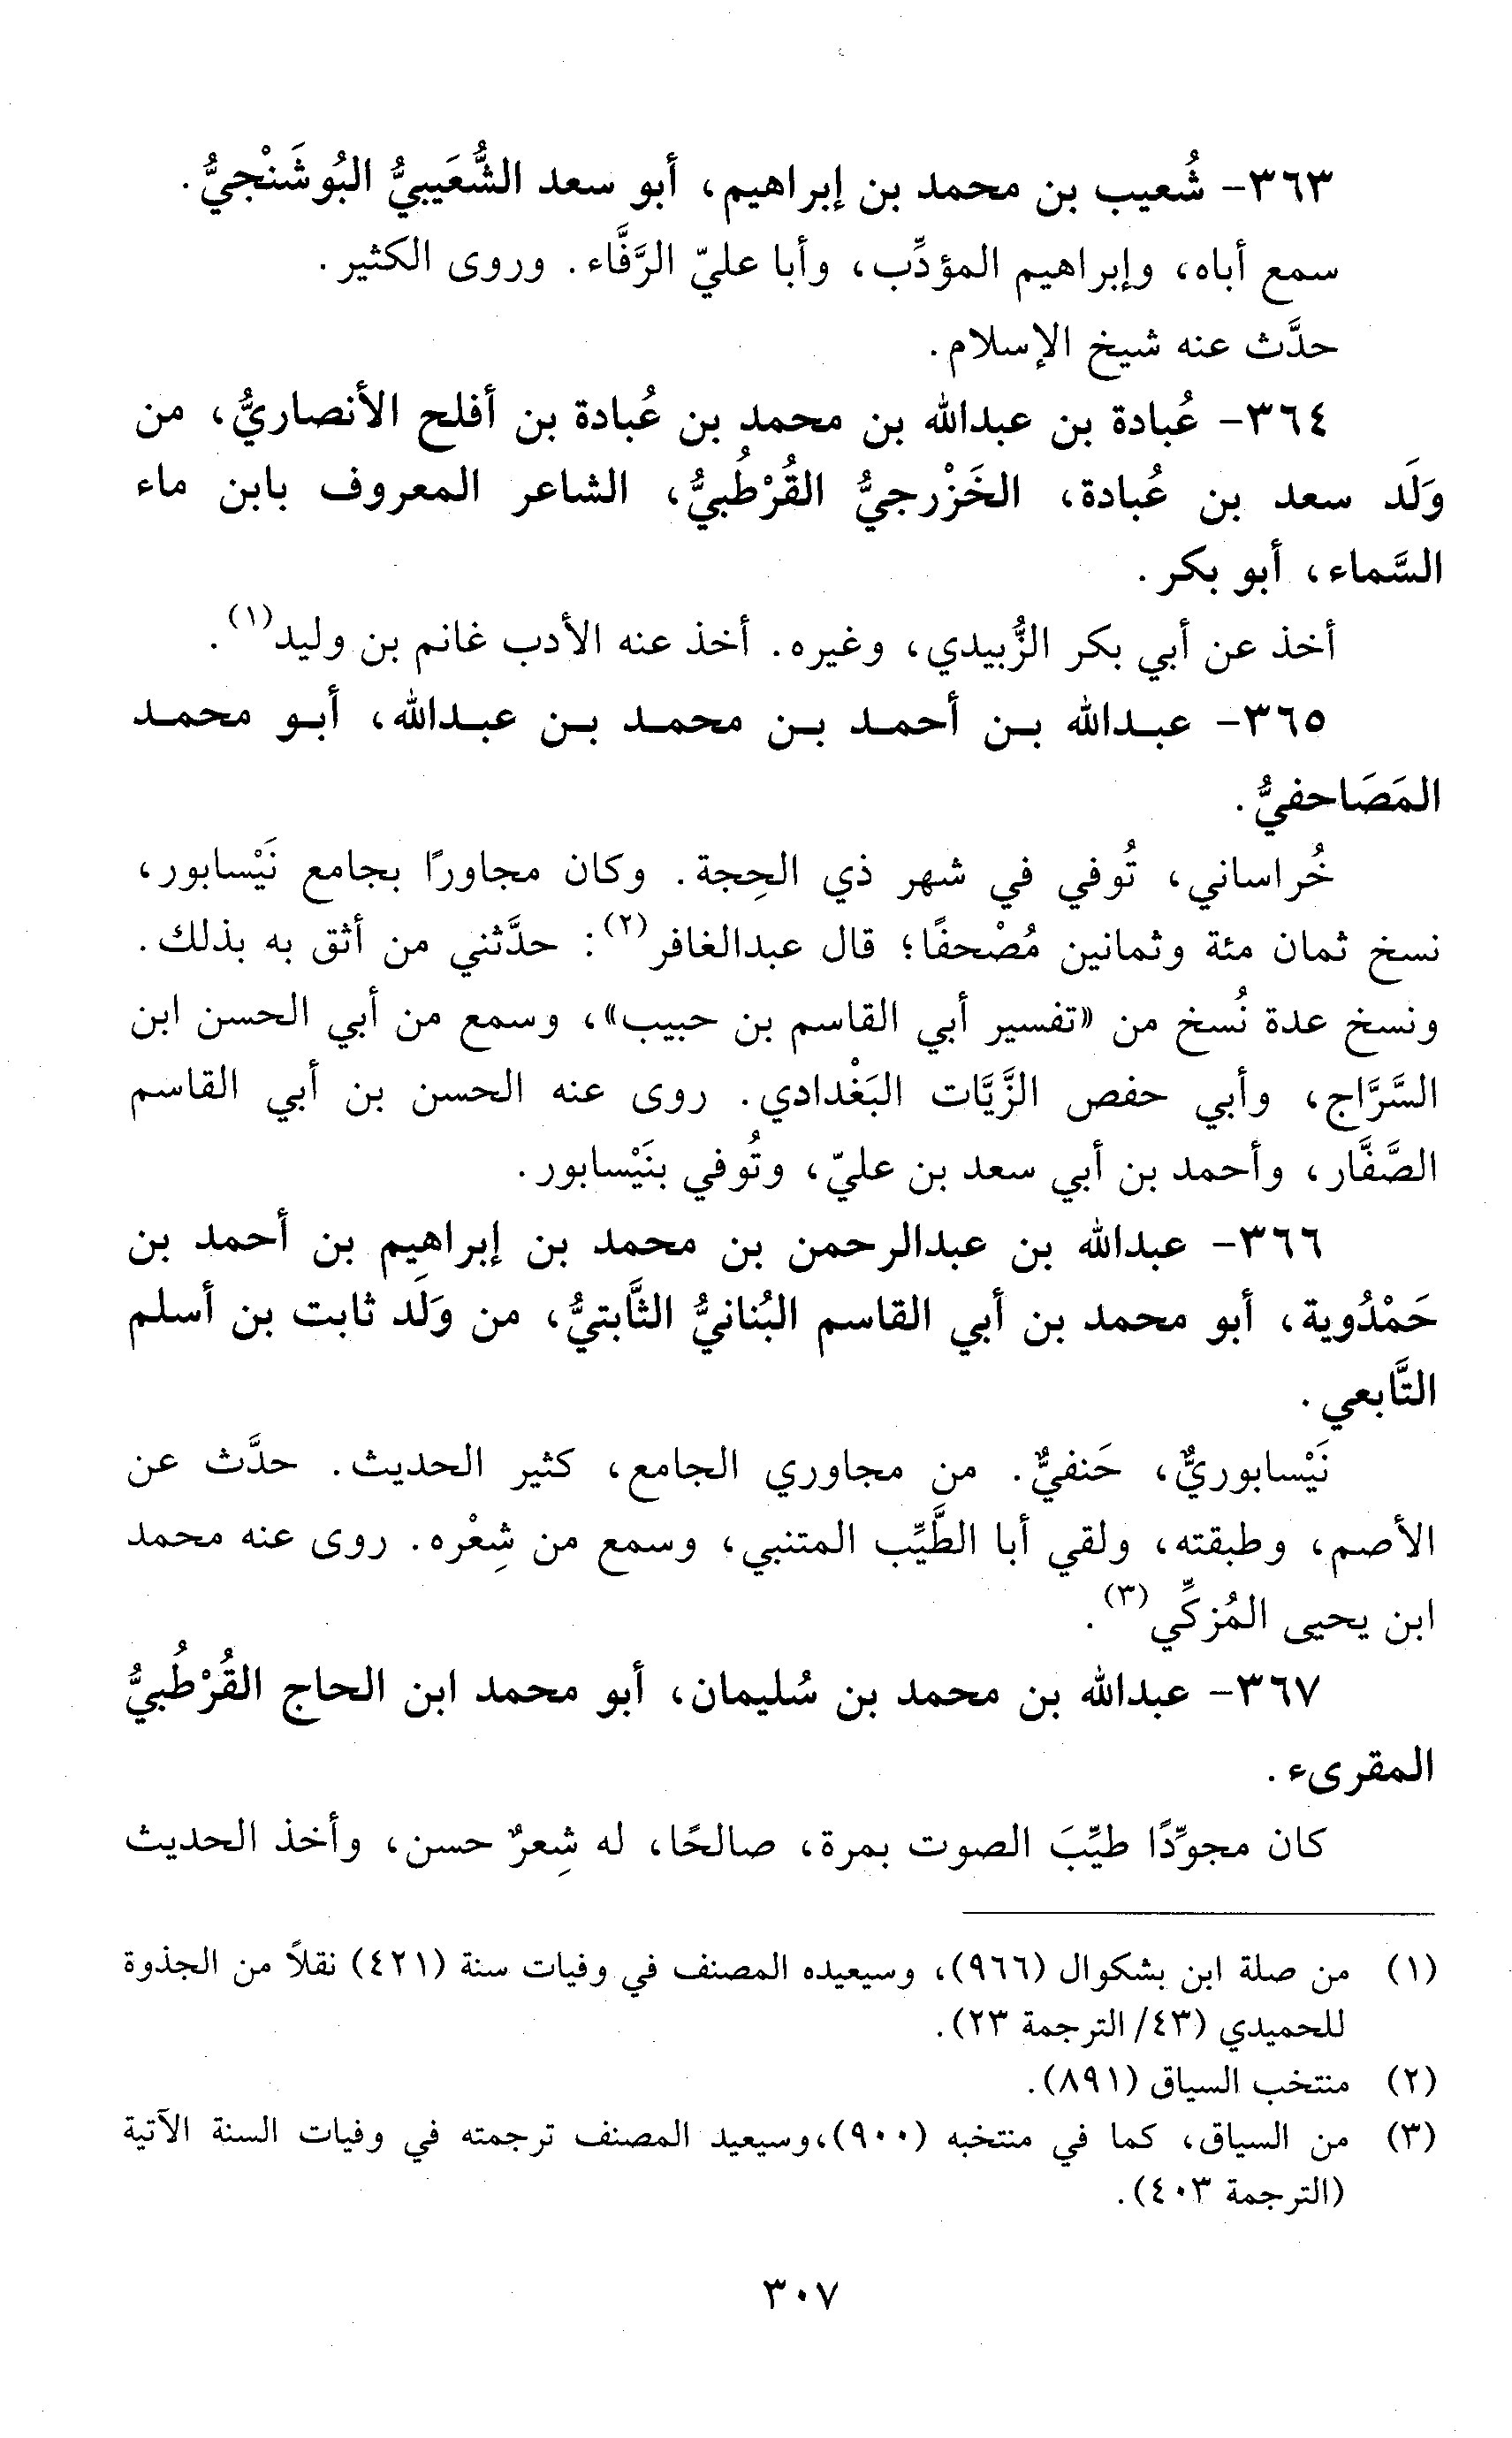 ٣٦٣- شُعيب بن محمد بن إبراهيم، أبو سعد الشُّعَيبيُّ البُوشَنْجيُّ.
سمع أباه، وإبراهيم المؤدِّب، وأبا عليّ الرَّفَّاء. وروى الكثير.
حدَّث عنه شيخ الإسلام.
٣٦٤- عُبادة بن عبدالله بن محمد بن عُبادة بن أفلح الأنصاريُّ، من
وَلَد سعد بن عُبادة، الخَزْرجيُّ القُرْطُبيُّ، الشاعر المعروف بابن ماء
السَّماء، أبو بكر.
أخذ عن أبي بكر الزُّبيدي، وغيره. أخذ عنه الأدب غانم بن وليد(١).
٣٦٥- عبدالله بن أحمد بن محمد بن عبدالله، أبو محمد
المَصَاحفيُّ.
خُراساني، تُوفي في شهر ذي الحِجة. وكان مجاورًا بجامع نَيْسابور،
نسخ ثمان مئة وثمانين مُصْحفًا؛ قال عبدالغافر(٢): حدَّثني من أثق به بذلك.
ونسخ عدة نُسخ من «تفسير أبي القاسم بن حبيب»، وسمع من أبي الحسن ابن
السَّرَّاج، وأبي حفص الزَّيَّات البَغْدادي. روى عنه الحسن بن أبي القاسم
الصَّفَّار، وأحمد بن أبي سعد بن عليّ، وتُوفي بنَيْسابور.
٣٦٦- عبدالله بن عبدالرحمن بن محمد بن إبراهِيم بن أحمد بن
حَمْدُوية، أبو محمد بن أبي القاسم البُنانيُّ الثَّابتيُّ، من وَلَد ثابت بن أسلم
التَّابعي.
نَيْسابوريٌّ، حَنفيٌّ. من مجاوري الجامع، كثير الحديث. حدَّث عن
الأصم، وطبقته، ولقي أبا الطَّيِّب المتنبي، وسمع من شِعْره. روى عنه محمد
ابن يحيى المُزكِّي(٣).
٣٦٧- عبدالله بن محمد بن سُليمان، أبو محمد ابن الحاج القُرْطُبيُّ
المقرىء.
كان مجوِّدًا طيِّبَ الصوت بمرة، صالحًا، له شِعرٌ حسن، وأخذ الحديث
(١) من صلة ابن بشكوال (٩٦٦)، وسيعيده المصنف في وفيات سنة (٤٢١) نقلاً من الجذوة
للحميدي (٤٣/ الترجمة ٢٣).
(٢) منتخب السياق (٨٩١).
(٣) من السياق، كما في منتخبه (٩٠٠)،وسيعيد المصنف ترجمته في وفيات السنة الآتية
(الترجمة ٤٠٣).
٣٠٧